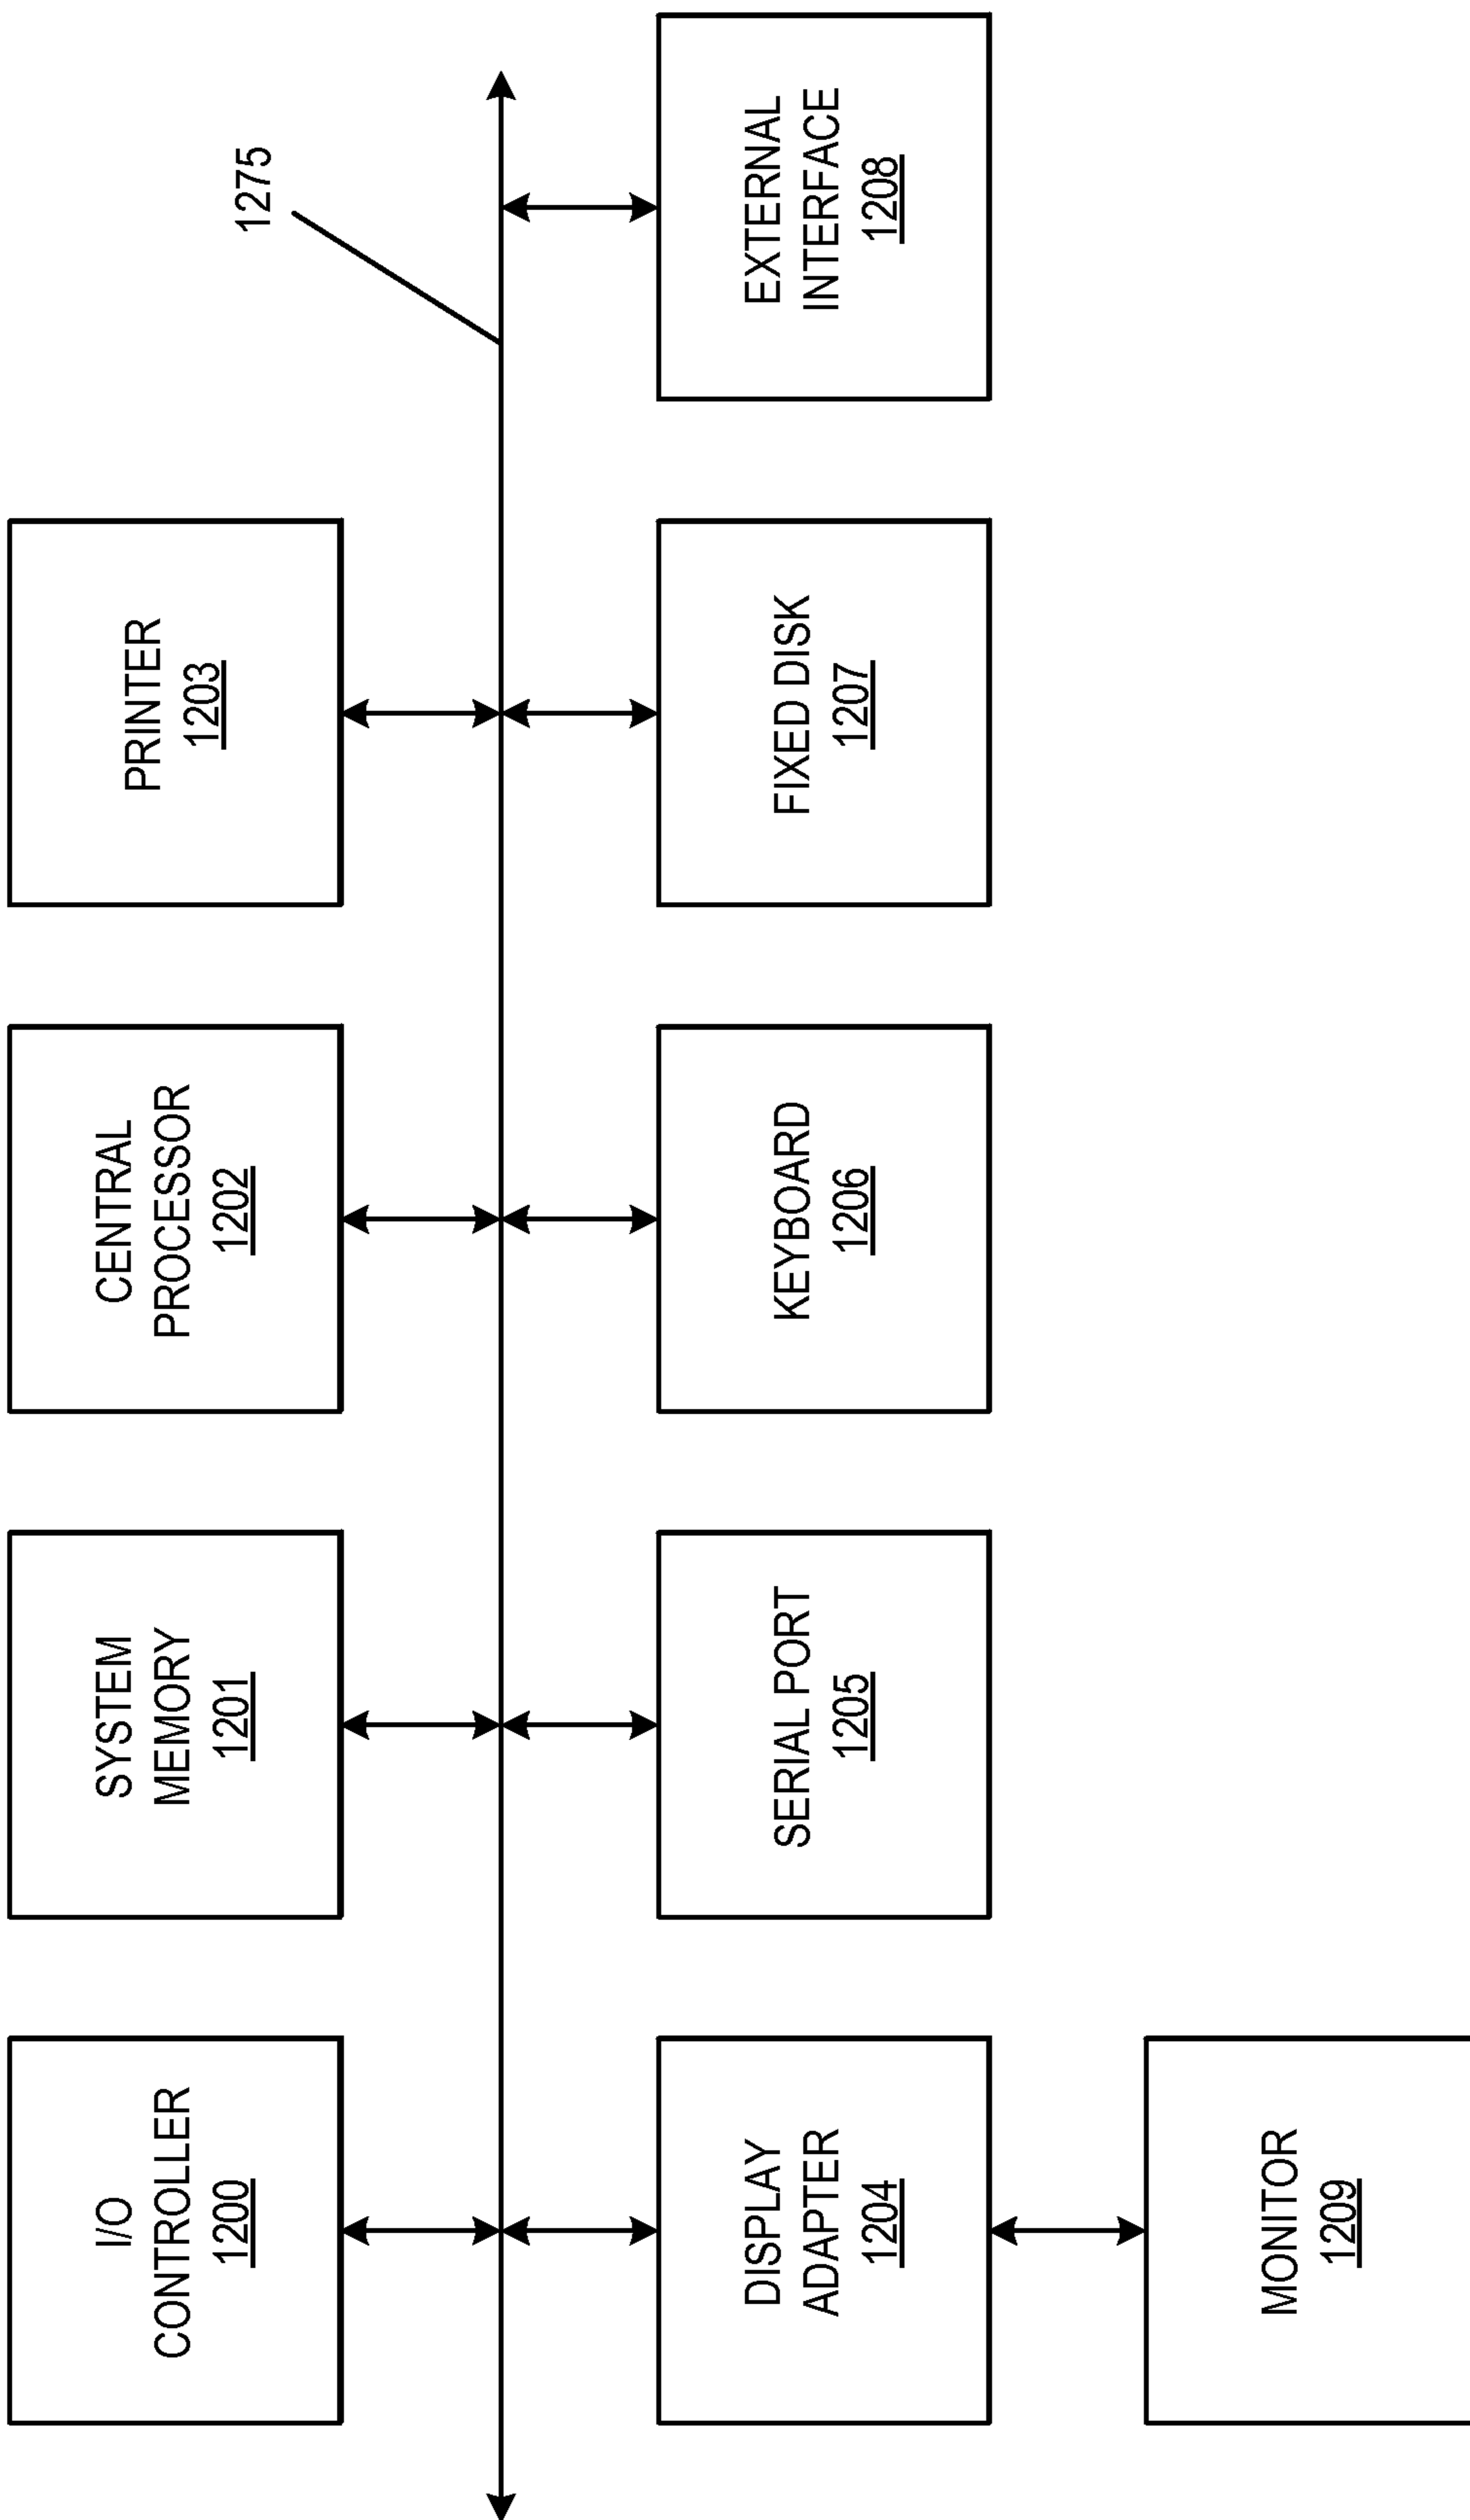 I/O
CONTROLLER
1200
SYSTEM
MEMORY
1201
CENTRAL
PROCESSOR
1202
PRINTER
1203
1275
DISPLAY
ADAPTER
1204
SERIAL PORT
1205
KEYBOARD
1206
FIXED DISK
1207
EXTERNAL
INTERFACE
1208
MONITOR
1209